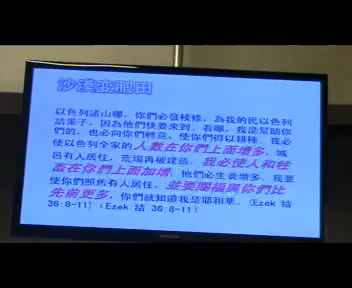 沙漠變肥田
以色列諸山哪，你們必發枝條，為我的民以色列
結果子，因為他們快要來到。看哪，我是幫助你
們的，也必向你們轉意，使你們得以耕種。我必
使以色列全家的人數在你們上面增多，城
邑有人居住，荒場再被建造。我必使人和牲
畜在你們上面加增，他們必生養眾多。我要
使你們照舊有人居住，並要賜福與你們比
先前更多，你們就知道我是耶和華。(Ezek 結
36:8-11) (Ezek 結 36:8-11)